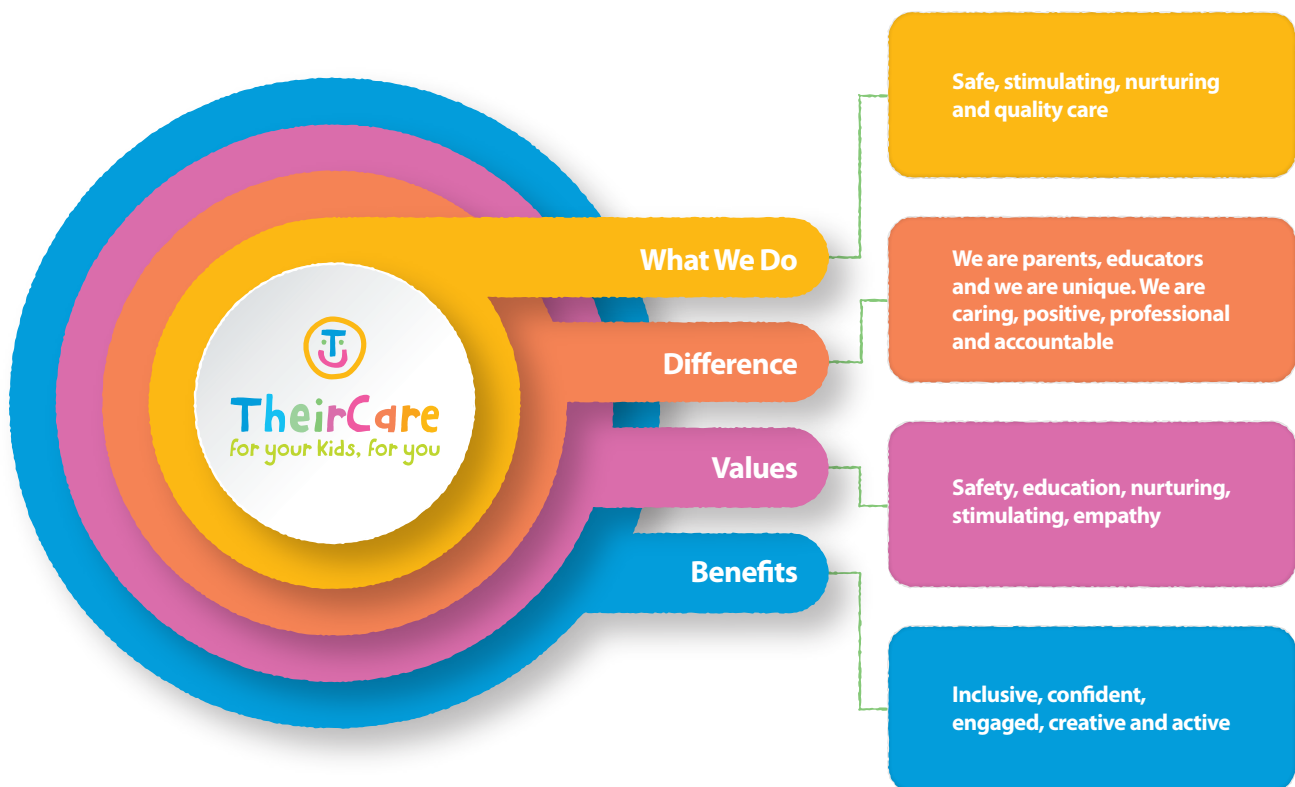 TheirCare
for your kids, for you
What We Do
Safe, stimulating, nurturing
and quality care
Difference
We are parents, educators
and we are unique. We are
caring, positive, professional
and accountable
Values
Safety, education, nurturing,
stimulating, empathy
Benefits
Inclusive, confident,
engaged, creative and active